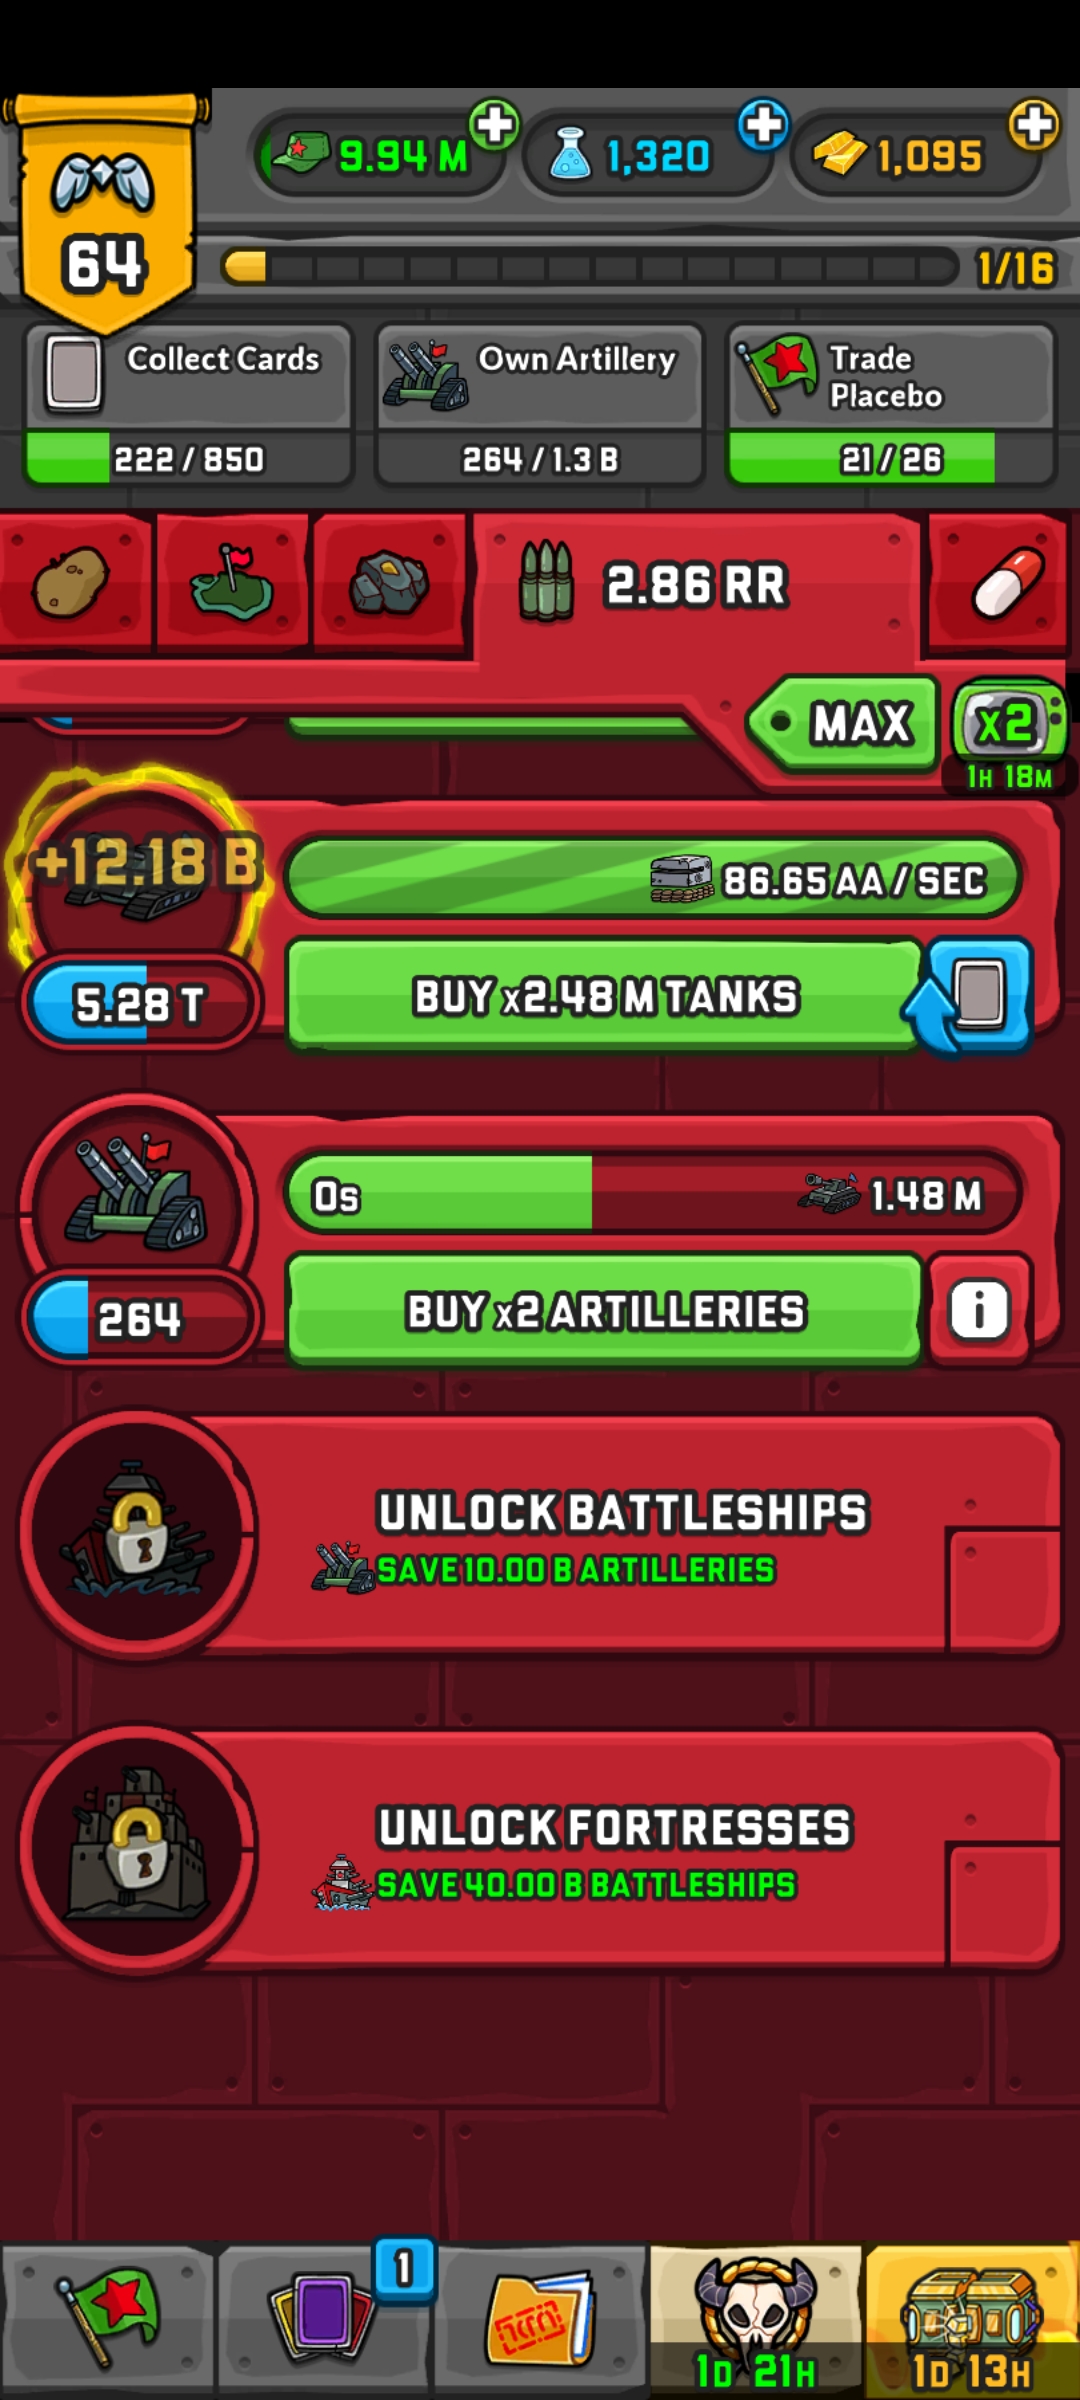 64
9.94 M
1,320
1,095
1/16
Collect Cards
222 / 850
Own Artillery
264 / 1.3 B
Trade
Placebo
21 / 26
2.86 RR
MAX
x2
1H 18M
+12.18 B
86.65 AA / SEC
5.28 T
BUY x2.48 M TANKS
0s
1.48 M
264
BUY x2 ARTILLERIES
i
UNLOCK BATTLESHIPS
SAVE 10.00 B ARTILLERIES
UNLOCK FORTRESSES
SAVE 40.00 B BATTLESHIPS
1
1D 21H
1D 13H